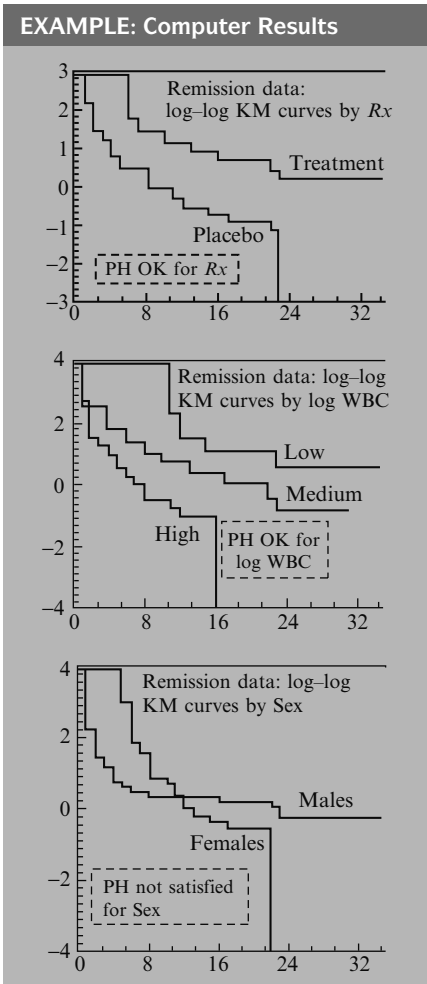 EXAMPLE: Computer Results
3
2
1
0
−1
−2
−3
Remission data:
log–log KM curves by Rx
Treatment
Placebo
PH OK for Rx
0 8 16 24 32
4
2
0
−2
−4
Remission data: log–log
KM curves by log WBC
Low
Medium
High
PH OK for
log WBC
0 8 16 24 32
4
2
0
−2
−4
Remission data: log–log
KM curves by Sex
Males
Females
PH not satisfied
for Sex
0 8 16 24 32